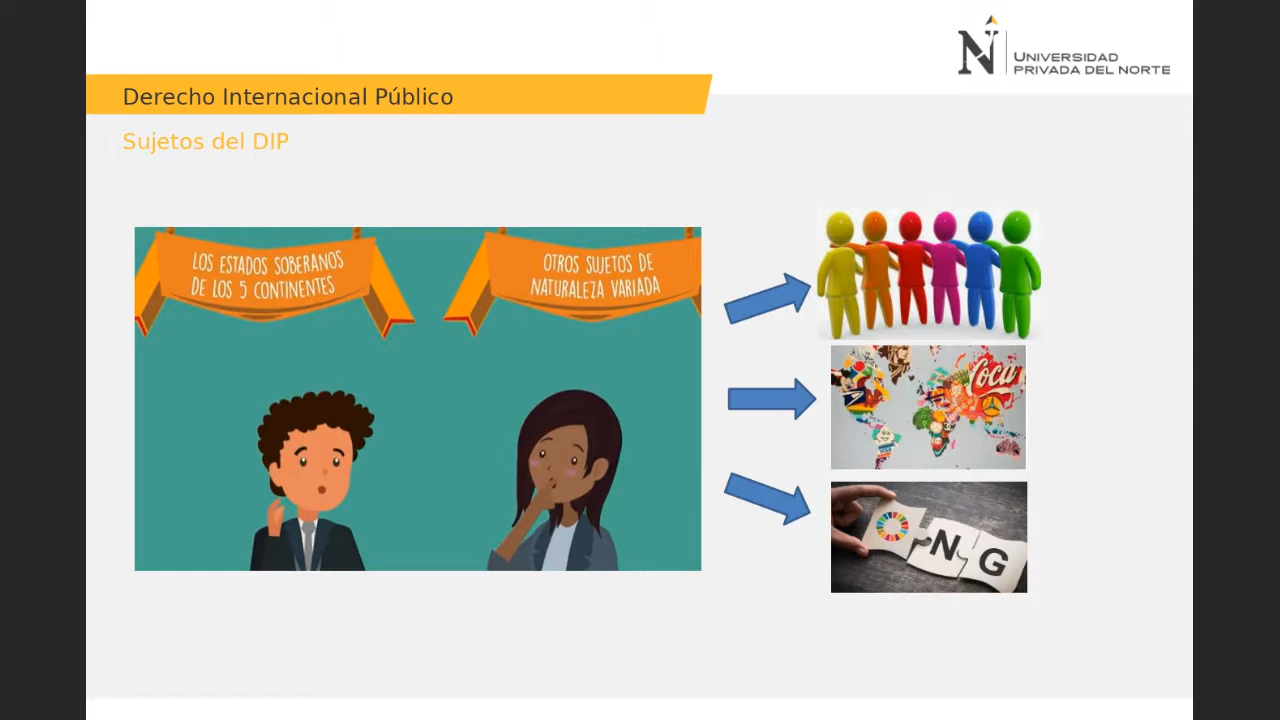 UNIVERSIDAD
PRIVADA DEL NORTE
Derecho Internacional Público
Sujetos del DIP
LOS ESTADOS SOBERANOS
DE LOS 5 CONTINENTES
OTROS SUJETOS DE
NATURALEZA VARIADA
Coca
O N G